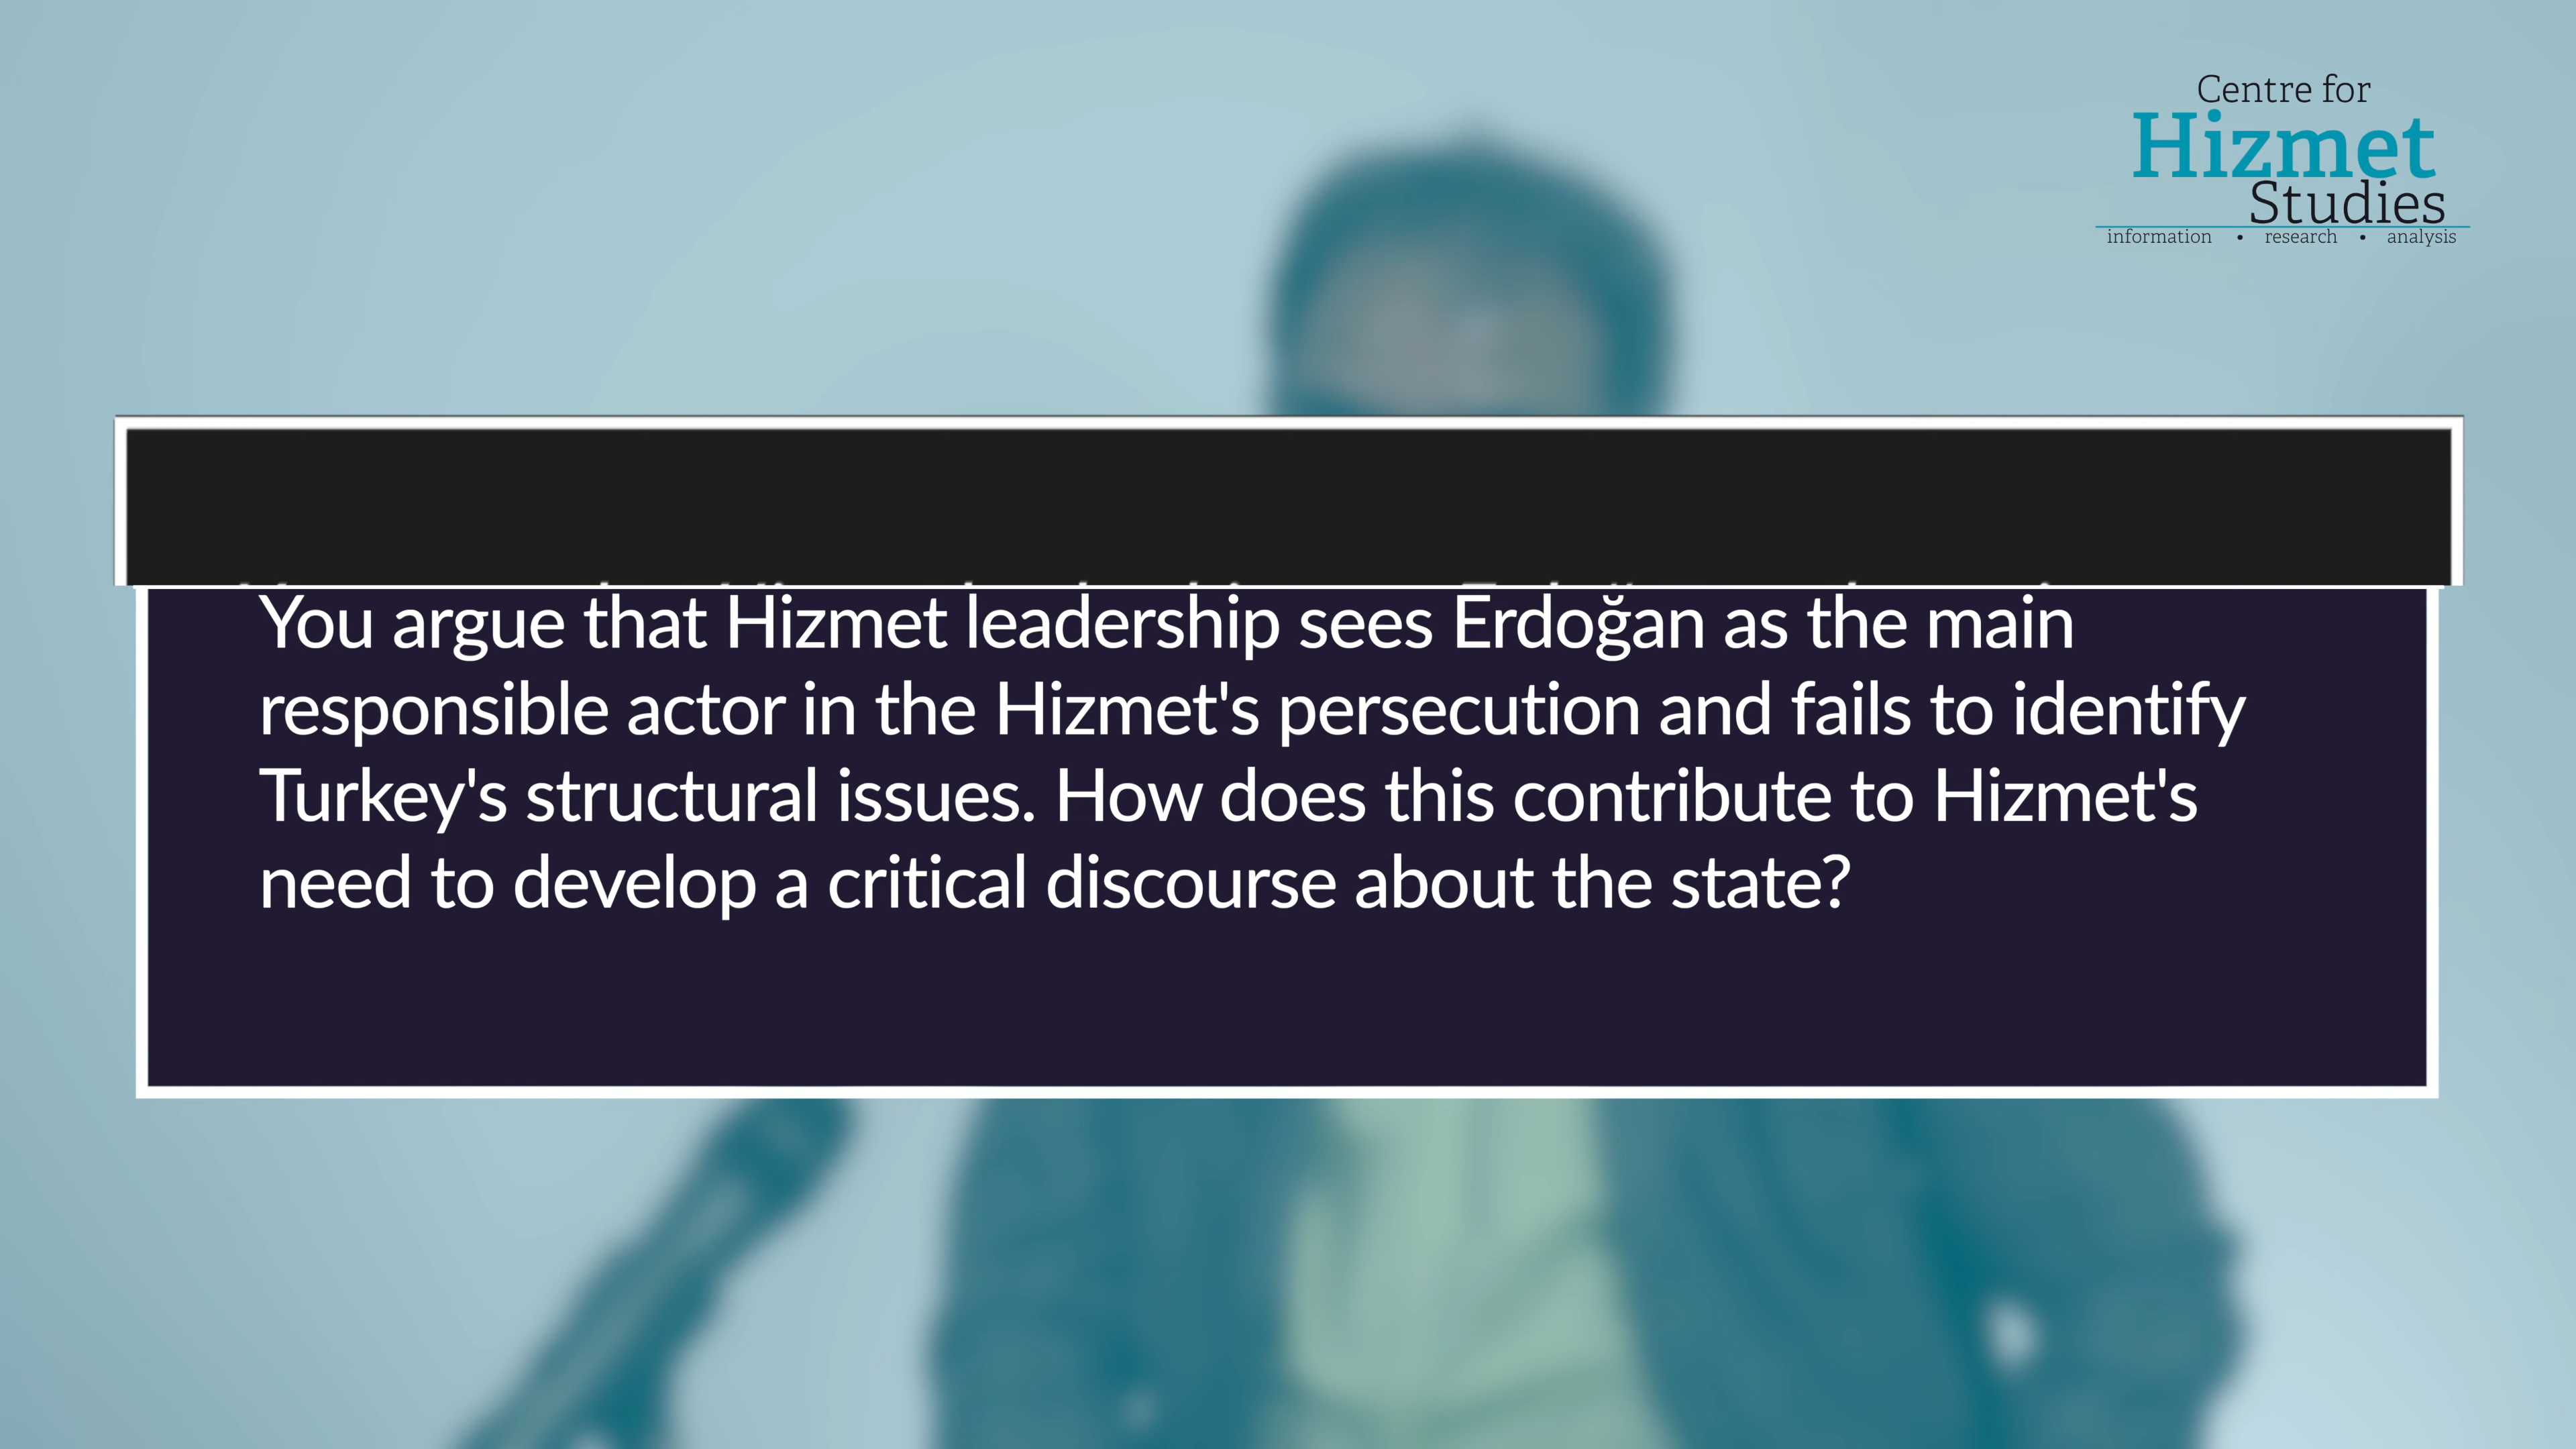 Centre for
Hizmet
Studies
information • research • analysis
You argue that Hizmet leadership sees Erdoğan as the main
responsible actor in the Hizmet's persecution and fails to identify
Turkey's structural issues. How does this contribute to Hizmet's
need to develop a critical discourse about the state?